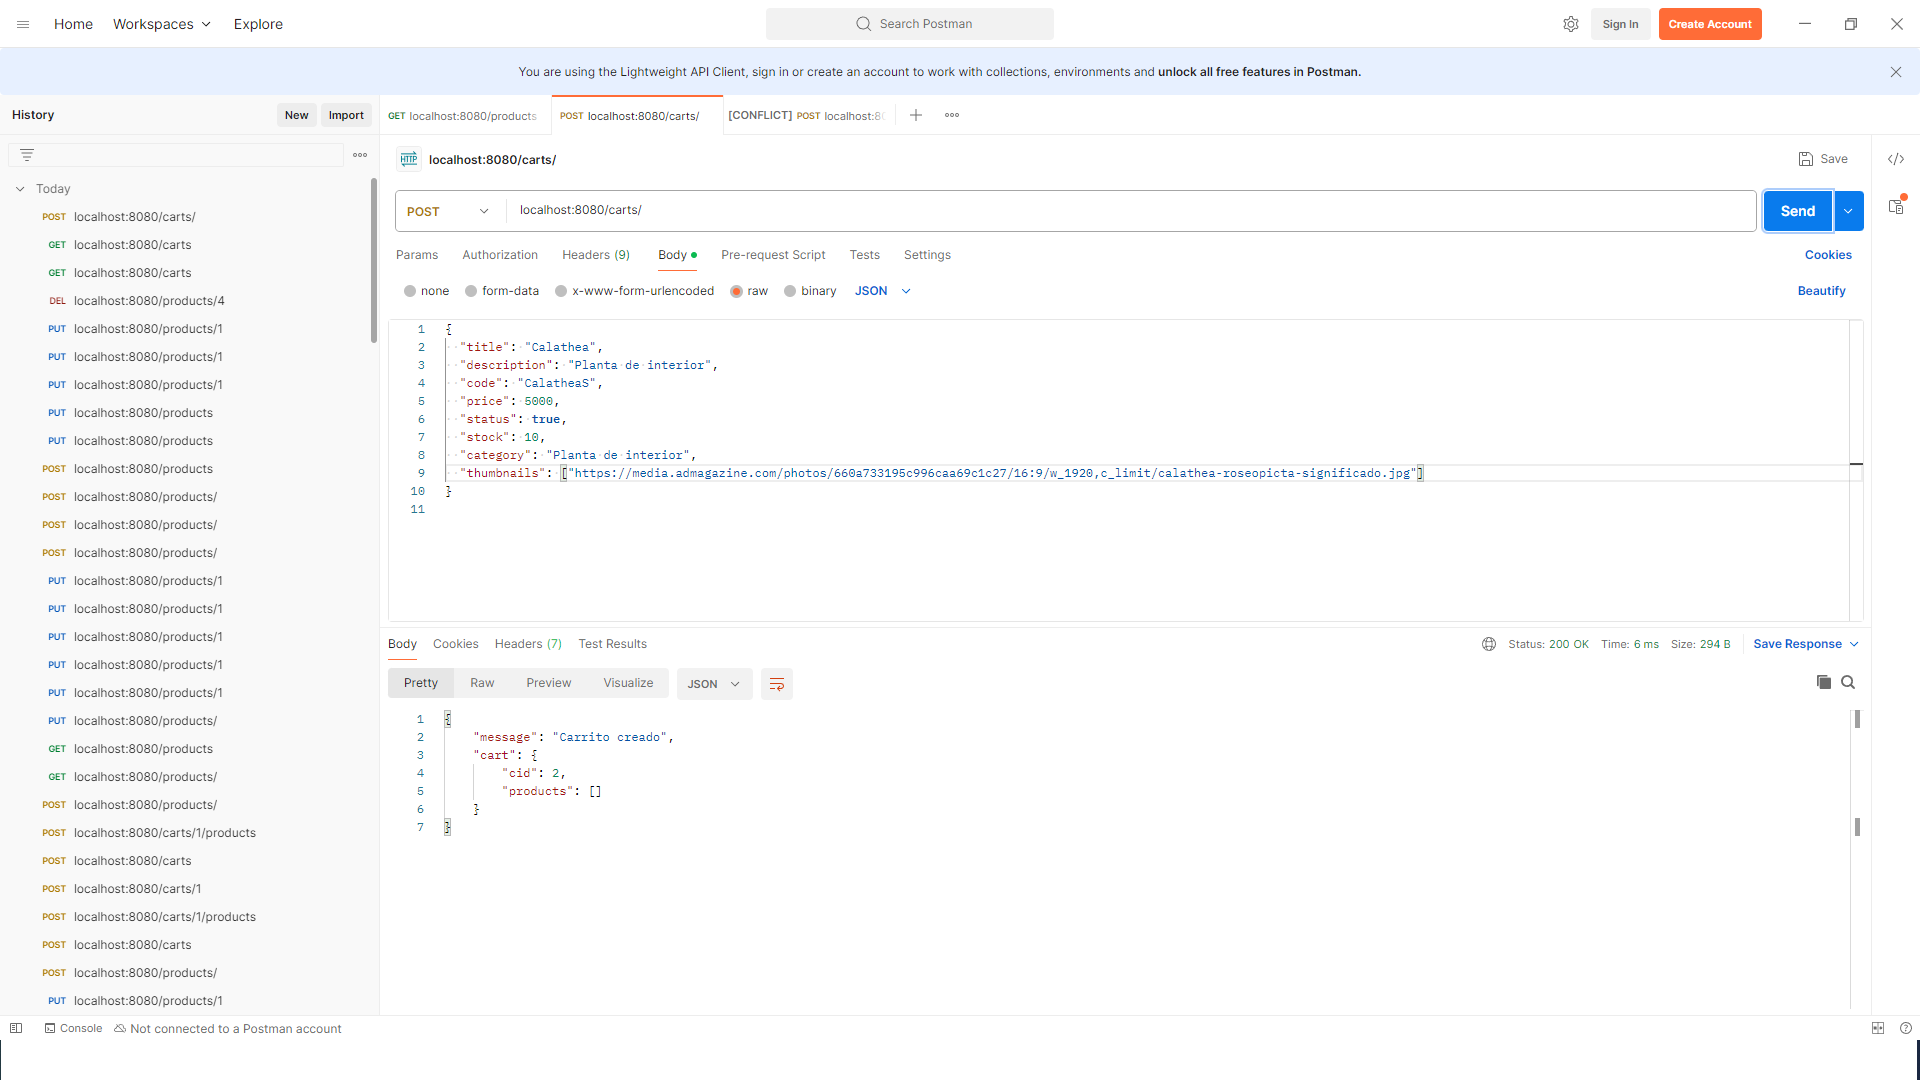 Home Workspaces Explore Search Postman Sign In Create Account
You are using the Lightweight API Client, sign in or create an account to work with collections, environments and unlock all free features in Postman.
History New Import
GET localhost:8080/products POST localhost:8080/carts/ [CONFLICT] POST localhost:80
HTTP localhost:8080/carts/ Save
Today
POST localhost:8080/carts/
GET localhost:8080/carts
GET localhost:8080/carts
DEL localhost:8080/products/4
PUT localhost:8080/products/1
PUT localhost:8080/products/1
PUT localhost:8080/products/1
PUT localhost:8080/products
PUT localhost:8080/products
POST localhost:8080/products
POST localhost:8080/products/
POST localhost:8080/products/
POST localhost:8080/products/
PUT localhost:8080/products/1
PUT localhost:8080/products/1
PUT localhost:8080/products/1
PUT localhost:8080/products/1
PUT localhost:8080/products/1
PUT localhost:8080/products/
GET localhost:8080/products
GET localhost:8080/products/
POST localhost:8080/products/
POST localhost:8080/carts/1/products
POST localhost:8080/carts
POST localhost:8080/carts/1
POST localhost:8080/carts/1/products
POST localhost:8080/carts
POST localhost:8080/products/
PUT localhost:8080/products/1
POST localhost:8080/carts/ Send
Params Authorization Headers (9) Body Pre-request Script Tests Settings Cookies
none form-data x-www-form-urlencoded raw binary JSON Beautify
1 {
2 "title": "Calathea",
3 "description": "Planta de interior",
4 "code": "CalatheaS",
5 "price": 5000,
6 "status": true,
7 "stock": 10,
8 "category": "Planta de interior",
9 "thumbnails": ["https://media.admagazine.com/photos/660a733195c996caa69c1c27/16:9/w_1920,c_limit/calathea-roseopicta-significado.jpg"]
10 }
11
Body Cookies Headers (7) Test Results Status: 200 OK Time: 6 ms Size: 294 B Save Response
Pretty Raw Preview Visualize JSON
1 {
2 "message": "Carrito creado",
3 "cart": {
4 "cid": 2,
5 "products": []
6 }
7 }
Console Not connected to a Postman account